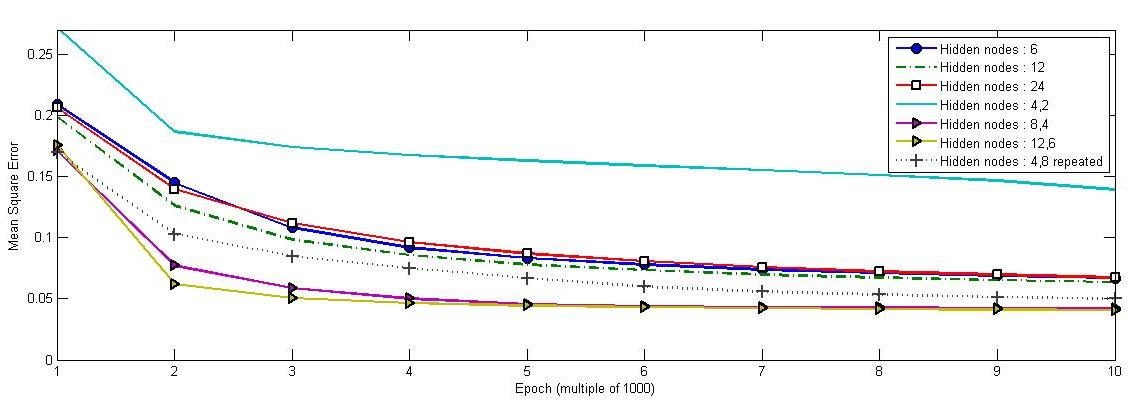 0.25
0.2
0.15
0.1
0.05
0
Mean Square Error
1 2 3 4 5 6 7 8 9 10
Epoch (multiple of 1000)
Hidden nodes : 6
Hidden nodes : 12
Hidden nodes : 24
Hidden nodes : 4,2
Hidden nodes : 8,4
Hidden nodes : 12,6
Hidden nodes : 4,8 repeated